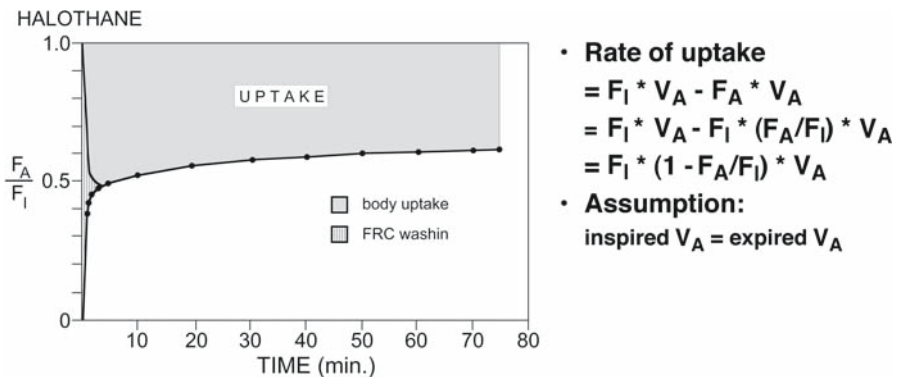 HALOTHANE
1.0
0.5
0
F_A
F_I
UPTAKE
body uptake
FRC washin
10 20 30 40 50 60 70 80
TIME (min.)
• Rate of uptake
= F_I * V_A - F_A * V_A
= F_I * V_A - F_I * (F_A/F_I) * V_A
= F_I * (1 - F_A/F_I) * V_A
• Assumption:
inspired V_A = expired V_A